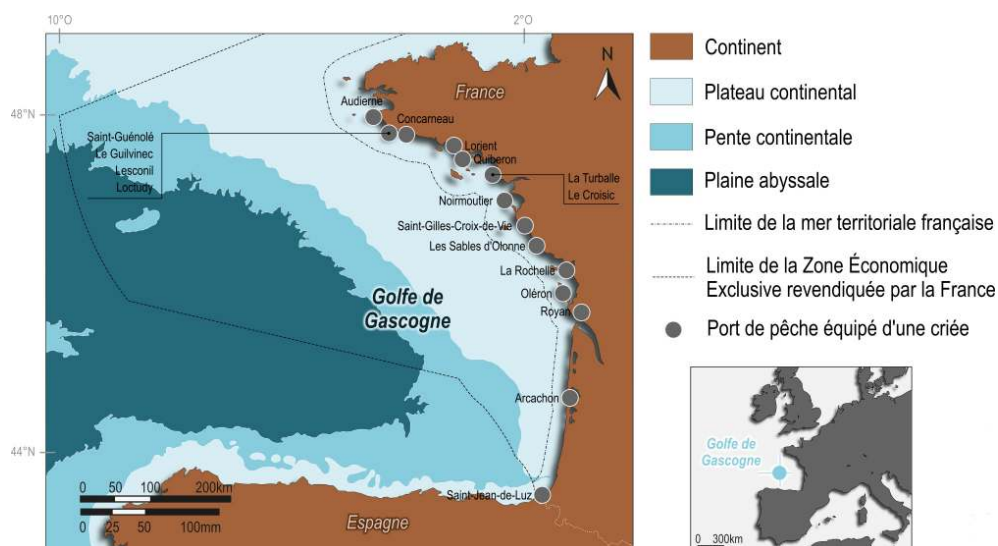 10°O
2°O
48°N
44°N
N
France
Audierne
Concarneau
Saint-Guénolé
Le Guilvinec
Lesconil
Loctudy
Lorient
Quiberon
La Turballe
Le Croisic
Noirmoutier
Saint-Gilles-Croix-de-Vie
Les Sables d'Olonne
La Rochelle
Oléron
Royan
Golfe de
Gascogne
Arcachon
Saint-Jean-de-Luz
Espagne
0 50 100 200km
0 25 50 100mm
Continent
Plateau continental
Pente continentale
Plaine abyssale
Limite de la mer territoriale française
Limite de la Zone Économique
Exclusive revendiquée par la France
Port de pêche équipé d'une criée
Golfe de
Gascogne
0 300km